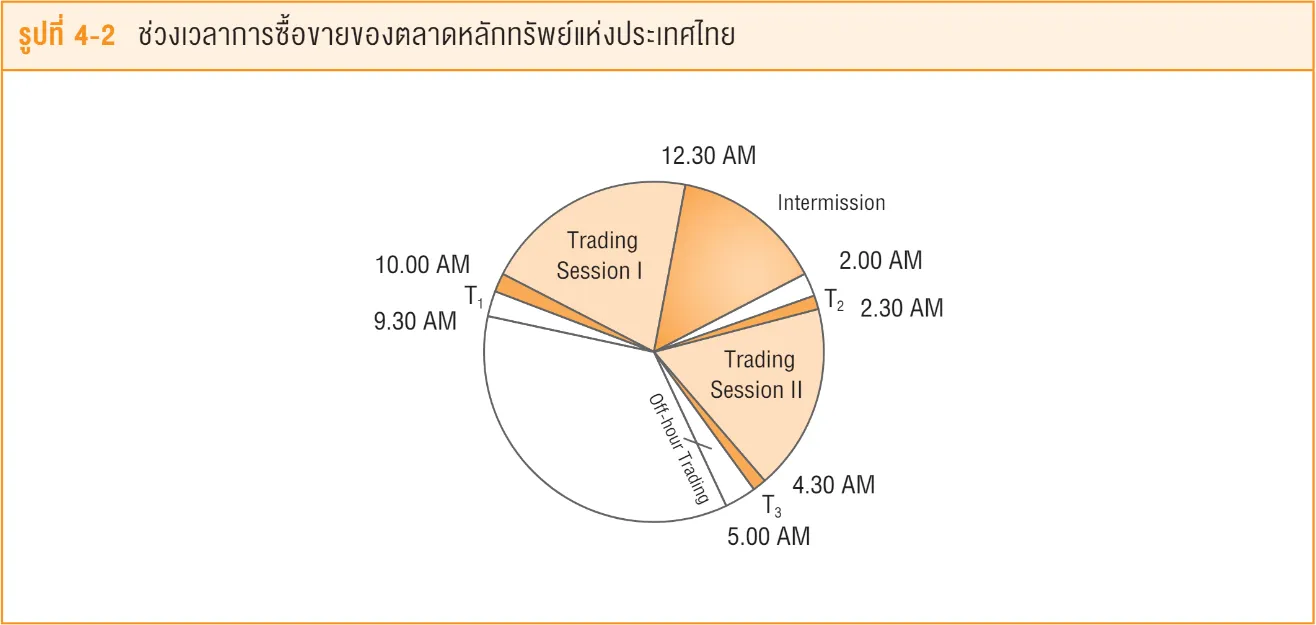 รูปที่ 4-2 ช่วงเวลาการซื้อขายของตลาดหลักทรัพย์แห่งประเทศไทย
12.30 AM
Intermission
Trading
Session I
10.00 AM
2.00 AM
T1
T2
2.30 AM
9.30 AM
Trading
Session II
Off-hour Trading
4.30 AM
T3
5.00 AM